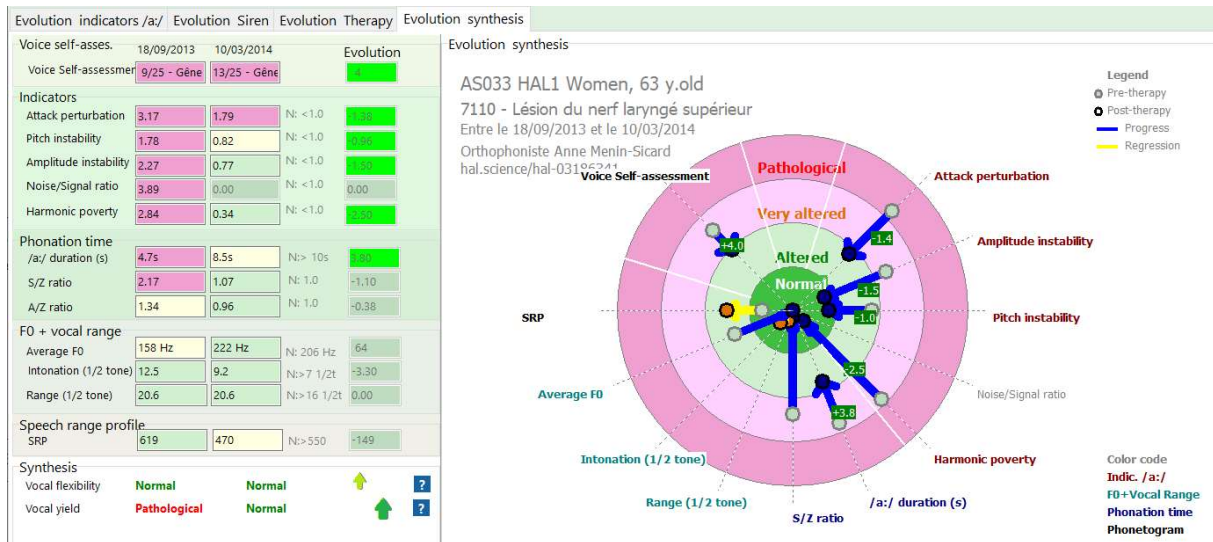 Evolution indicators /a:/ Evolution Siren Evolution Therapy Evolution synthesis
Voice self-asses. 18/09/2013 10/03/2014 Evolution
Voice Self-assessmer 9/25 - Gêne 13/25 - Gêne 4
Indicators
Attack perturbation 3.17 1.79 N: <1.0 -1.38
Pitch instability 1.78 0.82 N: <1.0 -0.96
Amplitude instability 2.27 0.77 N: <1.0 -1.50
Noise/Signal ratio 3.89 0.00 N: <1.0 0.00
Harmonic poverty 2.84 0.34 N: <1.0 -2.50
Phonation time
/a:/ duration (s) 4.7s 8.5s N:> 10s 3.80
S/Z ratio 2.17 1.07 N: 1.0 -1.10
A/Z ratio 1.34 0.96 N: 1.0 -0.38
F0 + vocal range
Average F0 158 Hz 222 Hz N: 206 Hz 64
Intonation (1/2 tone) 12.5 9.2 N:>7 1/2t -3.30
Range (1/2 tone) 20.6 20.6 N:>16 1/2t 0.00
Speech range profile
SRP 619 470 N:>550 -149
Synthesis
Vocal flexibility Normal Normal ?
Vocal yield Pathological Normal ?
Evolution synthesis
AS033 HAL1 Women, 63 y.old
7110 - Lésion du nerf laryngé supérieur
Entre le 18/09/2013 et le 10/03/2014
Orthophoniste Anne Menin-Sicard
hal.science/hal-03186341
Legend
Pre-therapy
Post-therapy
Progress
Regression
Voice Self-assessment
Pathological
Attack perturbation
Very altered
+4.0
-1.4
Amplitude instability
Altered
Normal
-1.5
SRP
-1.0
Pitch instability
-2.5
Average F0
Noise/Signal ratio
+3.8
Intonation (1/2 tone)
Harmonic poverty
Range (1/2 tone)
/a:/ duration (s)
S/Z ratio
Color code
Indic. /a:/
F0+Vocal Range
Phonation time
Phonetogram